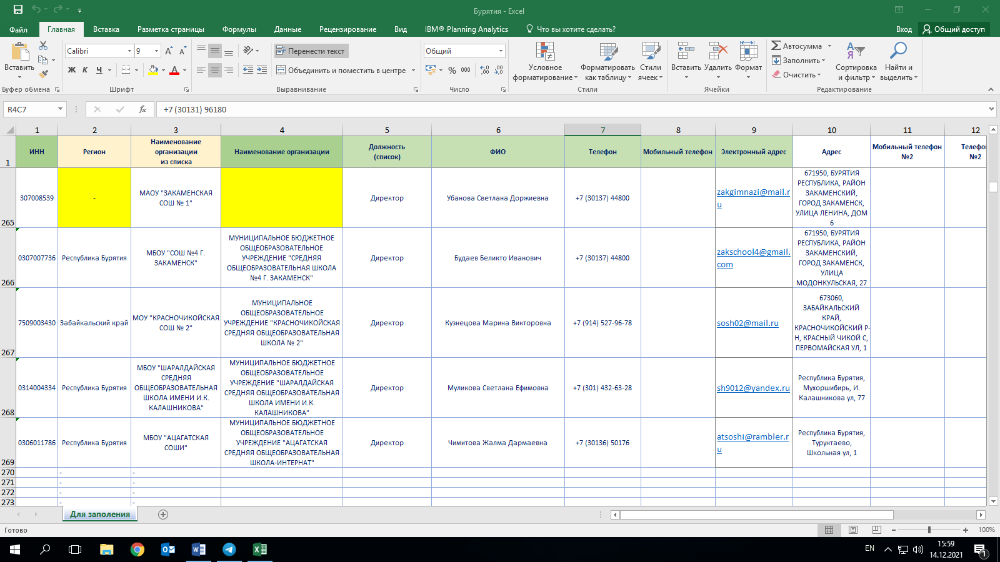 Бурятия - Excel
Файл Главная Вставка Разметка страницы Формулы Данные Рецензирование Вид IBM® Planning Analytics Что вы хотите сделать? Вход Общий доступ
Вставить
Буфер обмена
Calibri 9
Ж К Ч А
Шрифт
Перенести текст
Объединить и поместить в центре
Выравнивание
Общий
% 000
Число
Условное форматирование
Форматировать как таблицу
Стили ячеек
Стили
Вставить Удалить Формат
Ячейки
Автосумма
Заполнить
Очистить
Сортировка и фильтр
Найти и выделить
Редактирование
R4C7 fx +7 (30131) 96180
1 2 3 4 5 6 7 8 9 10 11 12
1
ИНН
Регион
Наименование
организации
из списка
Наименование организации
Должность
(список)
ФИО
Телефон
Мобильный телефон
Электронный адрес
Адрес
Мобильный телефон
№2
Телефон
№2
265
307008539
-
МАОУ "ЗАКАМЕНСКАЯ
СОШ № 1"
Директор
Убанова Светлана Доржиевна
+7 (30137) 44800
zakgimnazi@mail.r
u
671950, БУРЯТИЯ
РЕСПУБЛИКА, РАЙОН
ЗАКАМЕНСКИЙ,
ГОРОД ЗАКАМЕНСК,
УЛИЦА ЛЕНИНА, ДОМ
6
266
0307007736
Республика Бурятия
МБОУ "СОШ №4 Г.
ЗАКАМЕНСК"
МУНИЦИПАЛЬНОЕ БЮДЖЕТНОЕ
ОБЩЕОБРАЗОВАТЕЛЬНОЕ
УЧРЕЖДЕНИЕ "СРЕДНЯЯ
ОБЩЕОБРАЗОВАТЕЛЬНАЯ ШКОЛА
№4 Г. ЗАКАМЕНСК"
Директор
Будаев Беликто Иванович
+7 (30137) 44800
zakschool4@gmail.
com
671950, БУРЯТИЯ
РЕСПУБЛИКА, РАЙОН
ЗАКАМЕНСКИЙ,
ГОРОД ЗАКАМЕНСК,
УЛИЦА
МОДОНКУЛЬСКАЯ, 27
267
7509003430
Забайкальский край
МОУ "КРАСНОЧИКОЙСКАЯ
СОШ № 2"
МУНИЦИПАЛЬНОЕ
ОБЩЕОБРАЗОВАТЕЛЬНОЕ
УЧРЕЖДЕНИЕ "КРАСНОЧИКОЙСКАЯ
СРЕДНЯЯ ОБЩЕОБРАЗОВАТЕЛЬНАЯ
ШКОЛА № 2"
Директор
Кузнецова Марина Викторовна
+7 (914) 527-96-78
sosh02@mail.ru
673060,
ЗАБАЙКАЛЬСКИЙ
КРАЙ,
КРАСНОЧИКОЙСКИЙ Р-
Н, КРАСНЫЙ ЧИКОЙ С,
ПЕРВОМАЙСКАЯ УЛ, 1
268
0314004334
Республика Бурятия
МБОУ "ШАРАЛДАЙСКАЯ
СРЕДНЯЯ
ОБЩЕОБРАЗОВАТЕЛЬНАЯ
ШКОЛА ИМЕНИ И.К.
КАЛАШНИКОВА"
МУНИЦИПАЛЬНОЕ БЮДЖЕТНОЕ
ОБЩЕОБРАЗОВАТЕЛЬНОЕ
УЧРЕЖДЕНИЕ "ШАРАЛДАЙСКАЯ
СРЕДНЯЯ ОБЩЕОБРАЗОВАТЕЛЬНАЯ
ШКОЛА ИМЕНИ И.К.
КАЛАШНИКОВА"
Директор
Муликова Светлана Ефимовна
+7 (301) 432-63-28
sh9012@yandex.ru
Республика Бурятия,
Мухоршибирь, И.
Калашникова ул, 77
269
0306011786
Республика Бурятия
МБОУ "АЦАГАТСКАЯ
СОШИ"
МУНИЦИПАЛЬНОЕ БЮДЖЕТНОЕ
ОБЩЕОБРАЗОВАТЕЛЬНОЕ
УЧРЕЖДЕНИЕ "АЦАГАТСКАЯ
СРЕДНЯЯ ОБЩЕОБРАЗОВАТЕЛЬНАЯ
ШКОЛА-ИНТЕРНАТ"
Директор
Чимитова Жалма Дармаевна
+7 (30136) 50176
atsoshi@rambler.r
u
Республика Бурятия,
Турунтаево,
Школьная ул, 1
270 - -
271 - -
272 - -
273 - -
Для заполения
Готово 100%
EN 15:59
14.12.2021
1